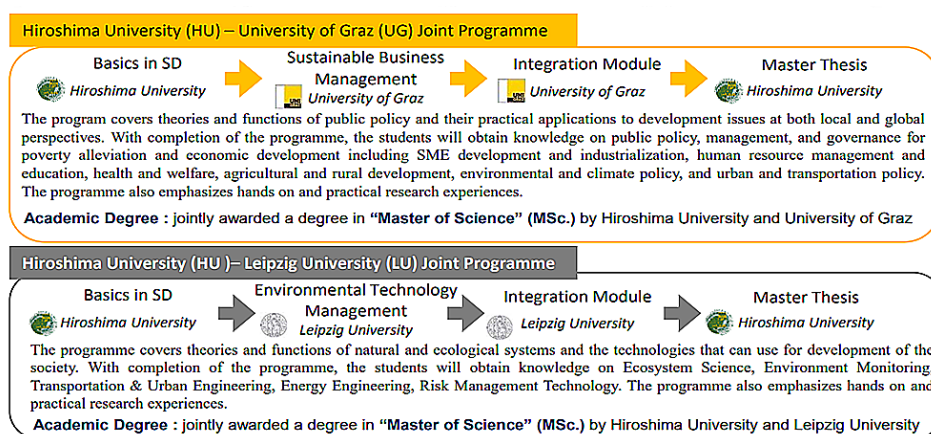 Hiroshima University (HU) – University of Graz (UG) Joint Programme
Basics in SD
Hiroshima University
Sustainable Business
Management
University of Graz
Integration Module
University of Graz
Master Thesis
Hiroshima University
The program covers theories and functions of public policy and their practical applications to development issues at both local and global
perspectives. With completion of the programme, the students will obtain knowledge on public policy, management, and governance for
poverty alleviation and economic development including SME development and industrialization, human resource management and
education, health and welfare, agricultural and rural development, environmental and climate policy, and urban and transportation policy.
The programme also emphasizes hands on and practical research experiences.
Academic Degree : jointly awarded a degree in “Master of Science” (MSc.) by Hiroshima University and University of Graz
Hiroshima University (HU )– Leipzig University (LU) Joint Programme
Basics in SD
Hiroshima University
Environmental Technology
Management
Leipzig University
Integration Module
Leipzig University
Master Thesis
Hiroshima University
The programme covers theories and functions of natural and ecological systems and the technologies that can use for development of the
society. With completion of the programme, the students will obtain knowledge on Ecosystem Science, Environment Monitoring,
Transportation & Urban Engineering, Energy Engineering, Risk Management Technology. The programme also emphasizes hands on and
practical research experiences.
Academic Degree : jointly awarded a degree in “Master of Science” (MSc.) by Hiroshima University and Leipzig University